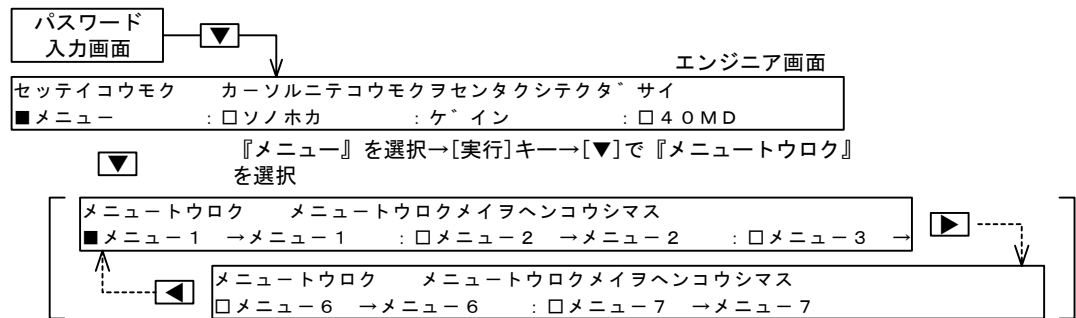 パスワード
入力画面
▼
エンジニア画面
セッテイコウモク　　カーソルニテコウモクヲセンタクシテクタ゛サイ
■メニュー　　：□ソノホカ　　　：ケ゛イン　　　　：□４０ＭＤ
▼
『メニュー』を選択→[実行]キー→[▼]で『メニュートウロク』
を選択
メニュートウロク　　メニュートウロクメイヲヘンコウシマス
■メニュー１　→メニュー１　　：□メニュー２　→メニュー２　　：□メニュー３　→
▶
◀
メニュートウロク　　メニュートウロクメイヲヘンコウシマス
□メニュー６　→メニュー６　　：□メニュー７　→メニュー７